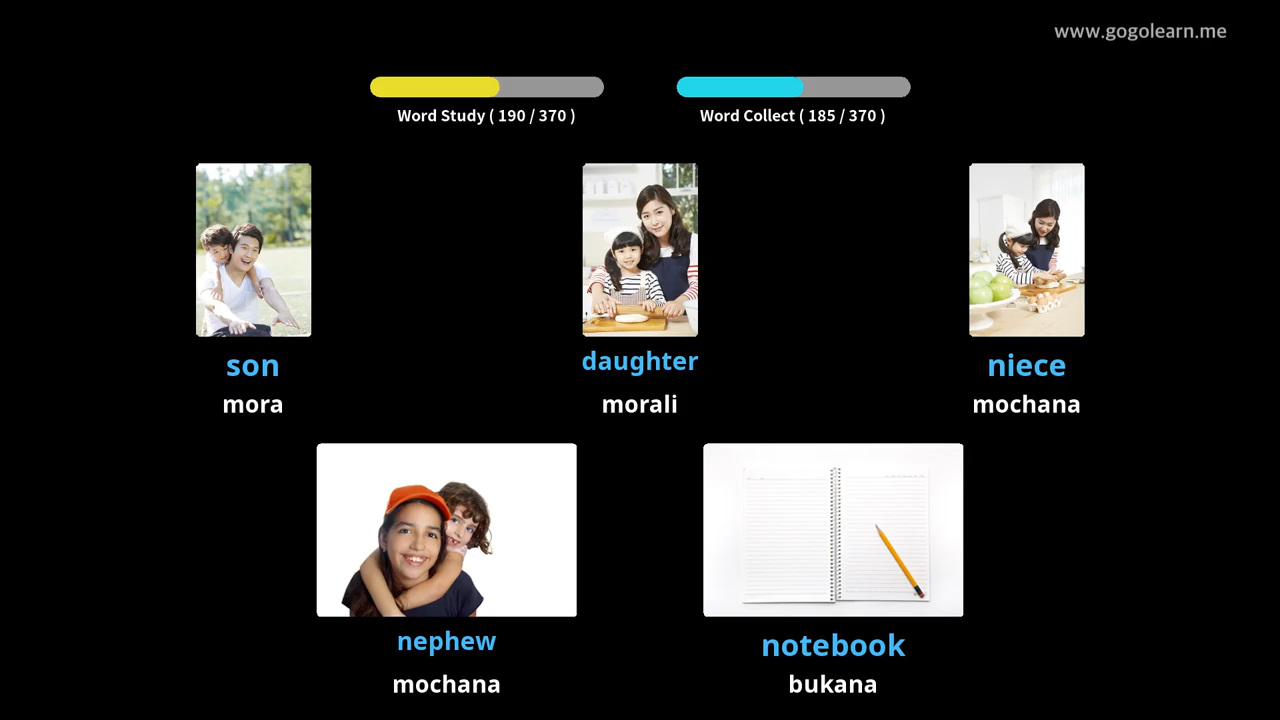 www.gogolearn.me
Word Study ( 190 / 370 )
Word Collect ( 185 / 370 )
son
mora
daughter
morali
niece
mochana
nephew
mochana
notebook
bukana